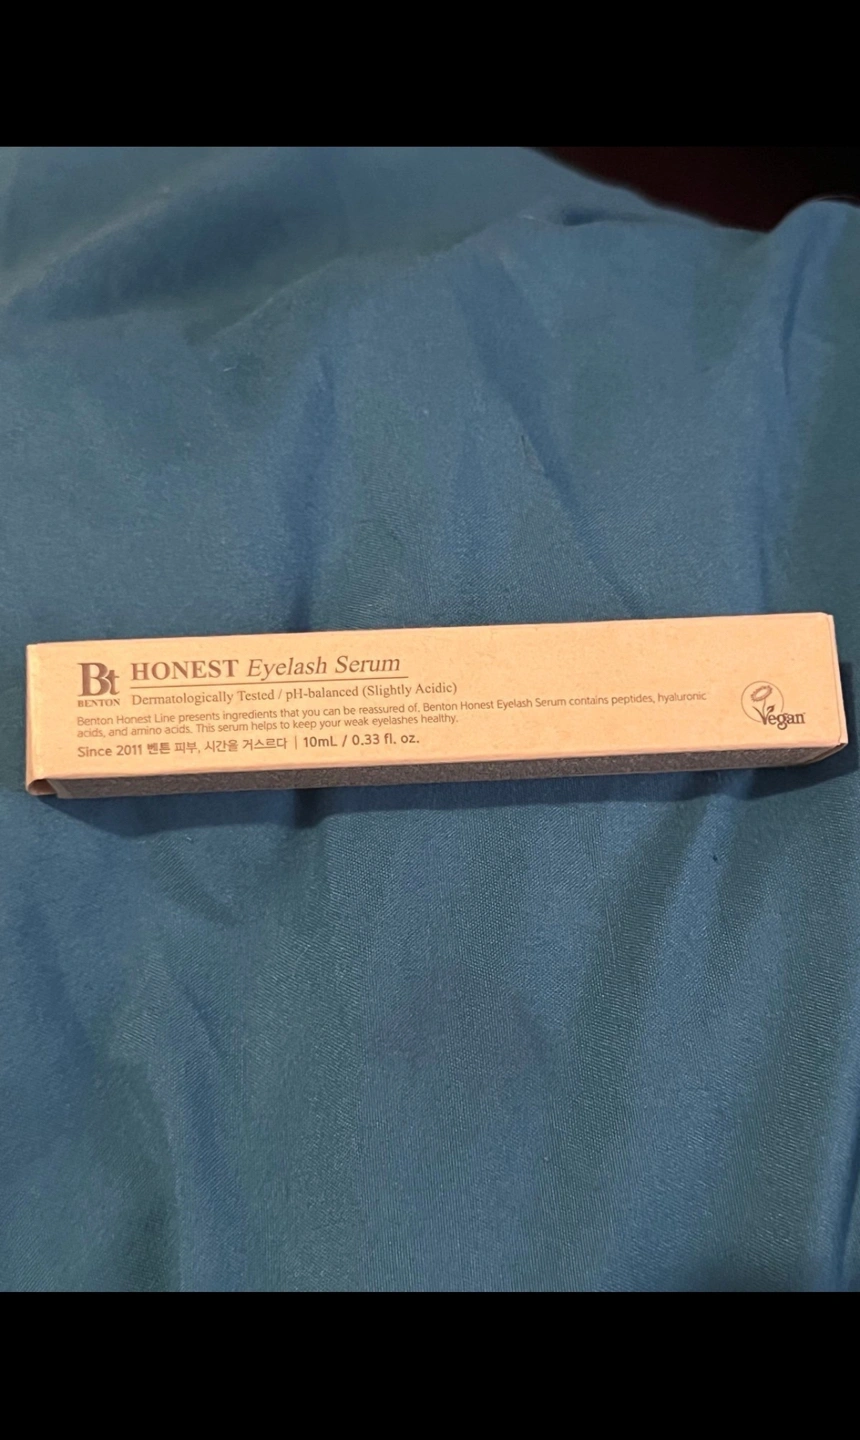 Bt
BENTON
HONEST Eyelash Serum
Dermatologically Tested / pH-balanced (Slightly Acidic)
Benton Honest Line presents ingredients that you can be reassured of. Benton Honest Eyelash Serum contains peptides, hyaluronic
acids, and amino acids. This serum helps to keep your weak eyelashes healthy.
Since 2011 벤튼 피부, 시간을 거스르다 | 10mL / 0.33 fl. oz.
Vegan